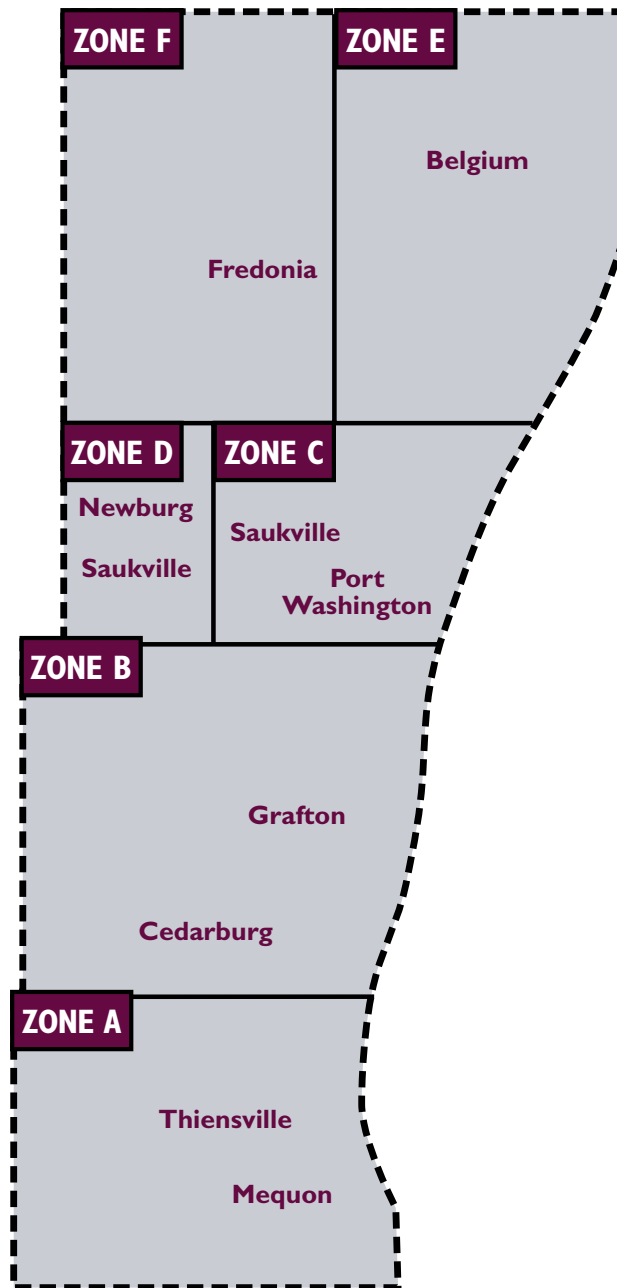 ZONE F
ZONE E
Belgium
Fredonia
ZONE D
ZONE C
Newburg
Saukville
Saukville
Port
Washington
ZONE B
Grafton
Cedarburg
ZONE A
Thiensville
Mequon